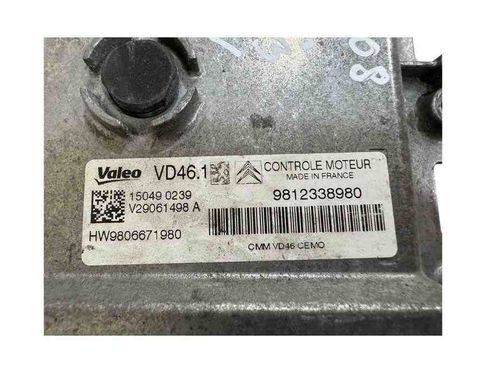 Valeo VD46.1 CONTROLE MOTEUR
MADE IN FRANCE
15049 0239
V29061498 A
9812338980
HW9806671980
CMM VD46 CEMO